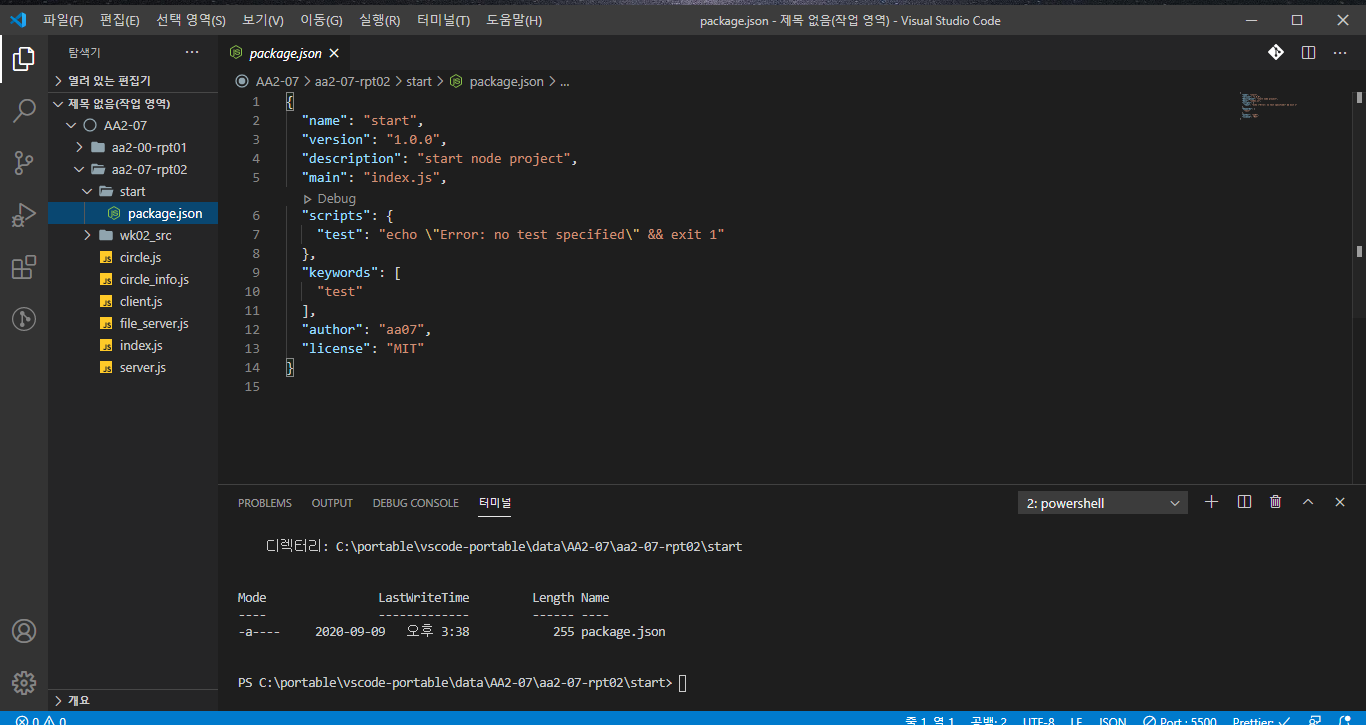 파일(F) 편집(E) 선택 영역(S) 보기(V) 이동(G) 실행(R) 터미널(T) 도움말(H) package.json - 제목 없음(작업 영역) - Visual Studio Code
탐색기 ...
열려 있는 편집기
제목 없음(작업 영역)
AA2-07
aa2-00-rpt01
aa2-07-rpt02
start
package.json
wk02_src
circle.js
circle_info.js
client.js
file_server.js
index.js
server.js
개요
package.json
AA2-07 > aa2-07-rpt02 > start > package.json > ...
1 {
2 "name": "start",
3 "version": "1.0.0",
4 "description": "start node project",
5 "main": "index.js",
Debug
6 "scripts": {
7 "test": "echo \"Error: no test specified\" && exit 1"
8 },
9 "keywords": [
10 "test"
11 ],
12 "author": "aa07",
13 "license": "MIT"
14 }
15
PROBLEMS OUTPUT DEBUG CONSOLE 터미널 2: powershell
디렉터리: C:\portable\vscode-portable\data\AA2-07\aa2-07-rpt02\start
Mode LastWriteTime Length Name
---- ------------- ------ ----
-a---- 2020-09-09 오후 3:38 255 package.json
PS C:\portable\vscode-portable\data\AA2-07\aa2-07-rpt02\start>
0 0 줄 1, 열 1 공백: 2 UTF-8 LF JSON Port : 5500 Prettier